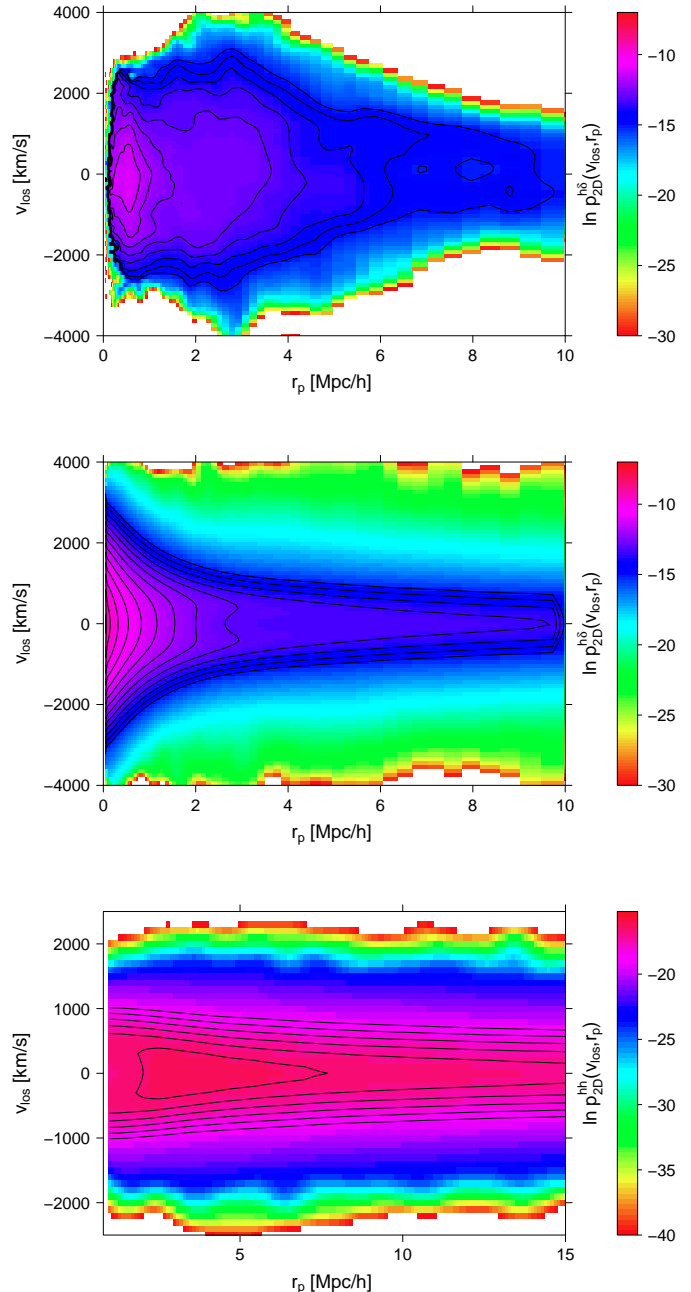 4000
2000
0
−2000
−4000
v_los [km/s]
0 2 4 6 8 10
r_p [Mpc/h]
−10
−15
−20
−25
−30
ln p_2D^hδ(v_los,r_p)
4000
2000
0
−2000
−4000
v_los [km/s]
0 2 4 6 8 10
r_p [Mpc/h]
−10
−15
−20
−25
−30
ln p_2D^hδ(v_los,r_p)
2000
1000
0
−1000
−2000
v_los [km/s]
5 10 15
r_p [Mpc/h]
−20
−25
−30
−35
−40
ln p_2D^hh(v_los,r_p)